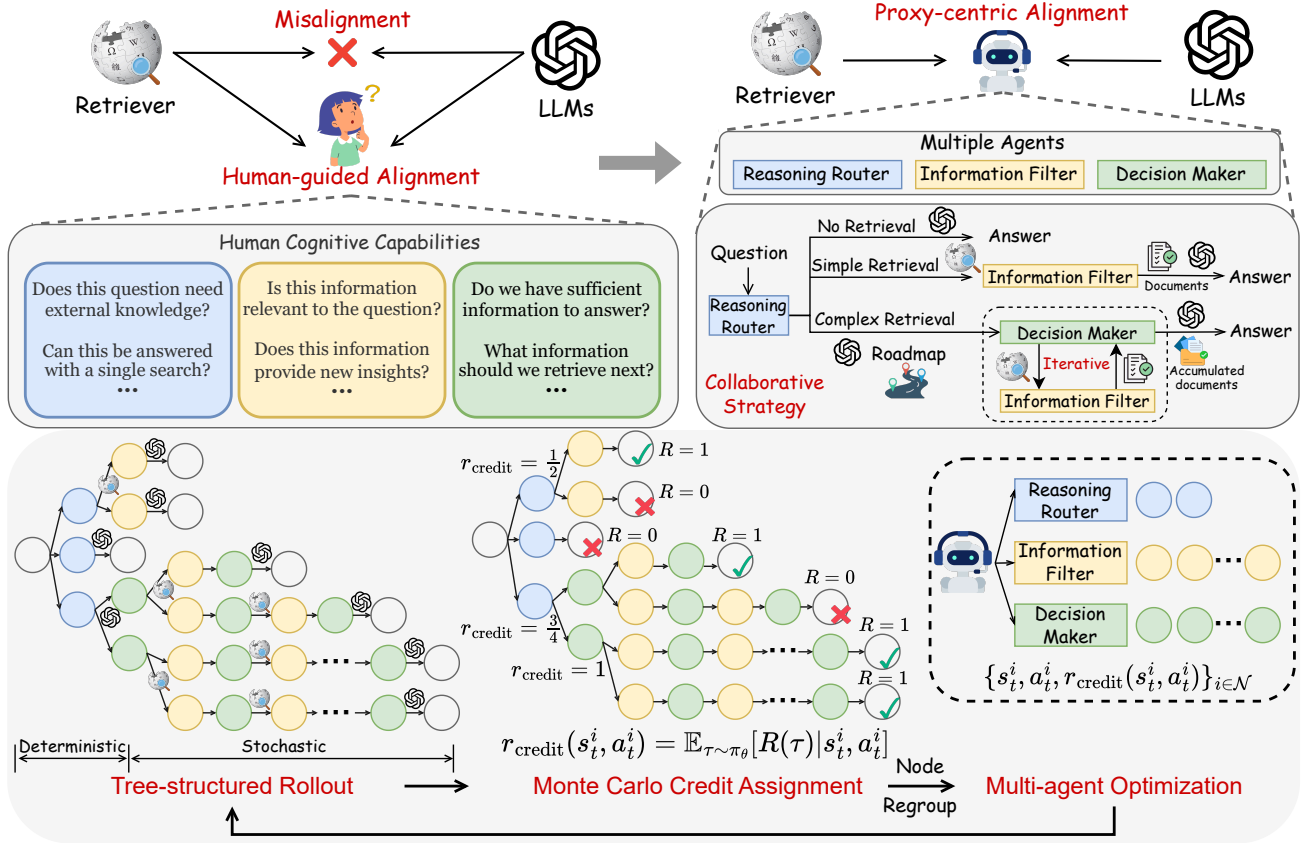 Misalignment
Retriever
LLMs
?
Human-guided Alignment
Human Cognitive Capabilities
Does this question need
external knowledge?
Can this be answered
with a single search?
...
Is this information
relevant to the question?
Does this information
provide new insights?
...
Do we have sufficient
information to answer?
What information
should we retrieve next?
...
Proxy-centric Alignment
Retriever
LLMs
Multiple Agents
Reasoning Router
Information Filter
Decision Maker
Question
Reasoning
Router
No Retrieval
Answer
Simple Retrieval
Information Filter
Documents
Answer
Complex Retrieval
Roadmap
Decision Maker
Iterative
Information Filter
Accumulated
documents
Answer
Collaborative
Strategy
Deterministic
Stochastic
Tree-structured Rollout
r_credit = 1/2
R = 1
R = 0
R = 0
R = 1
R = 0
r_credit = 3/4
r_credit = 1
R = 1
R = 1
r_credit(s_t^i, a_t^i) = 𝔼_{τ∼π_θ}[R(τ)|s_t^i, a_t^i]
Monte Carlo Credit Assignment
Node
Regroup
Reasoning
Router
Information
Filter
...
Decision
Maker
...
{s_t^i, a_t^i, r_credit(s_t^i, a_t^i)}_{i∈𝒩}
Multi-agent Optimization